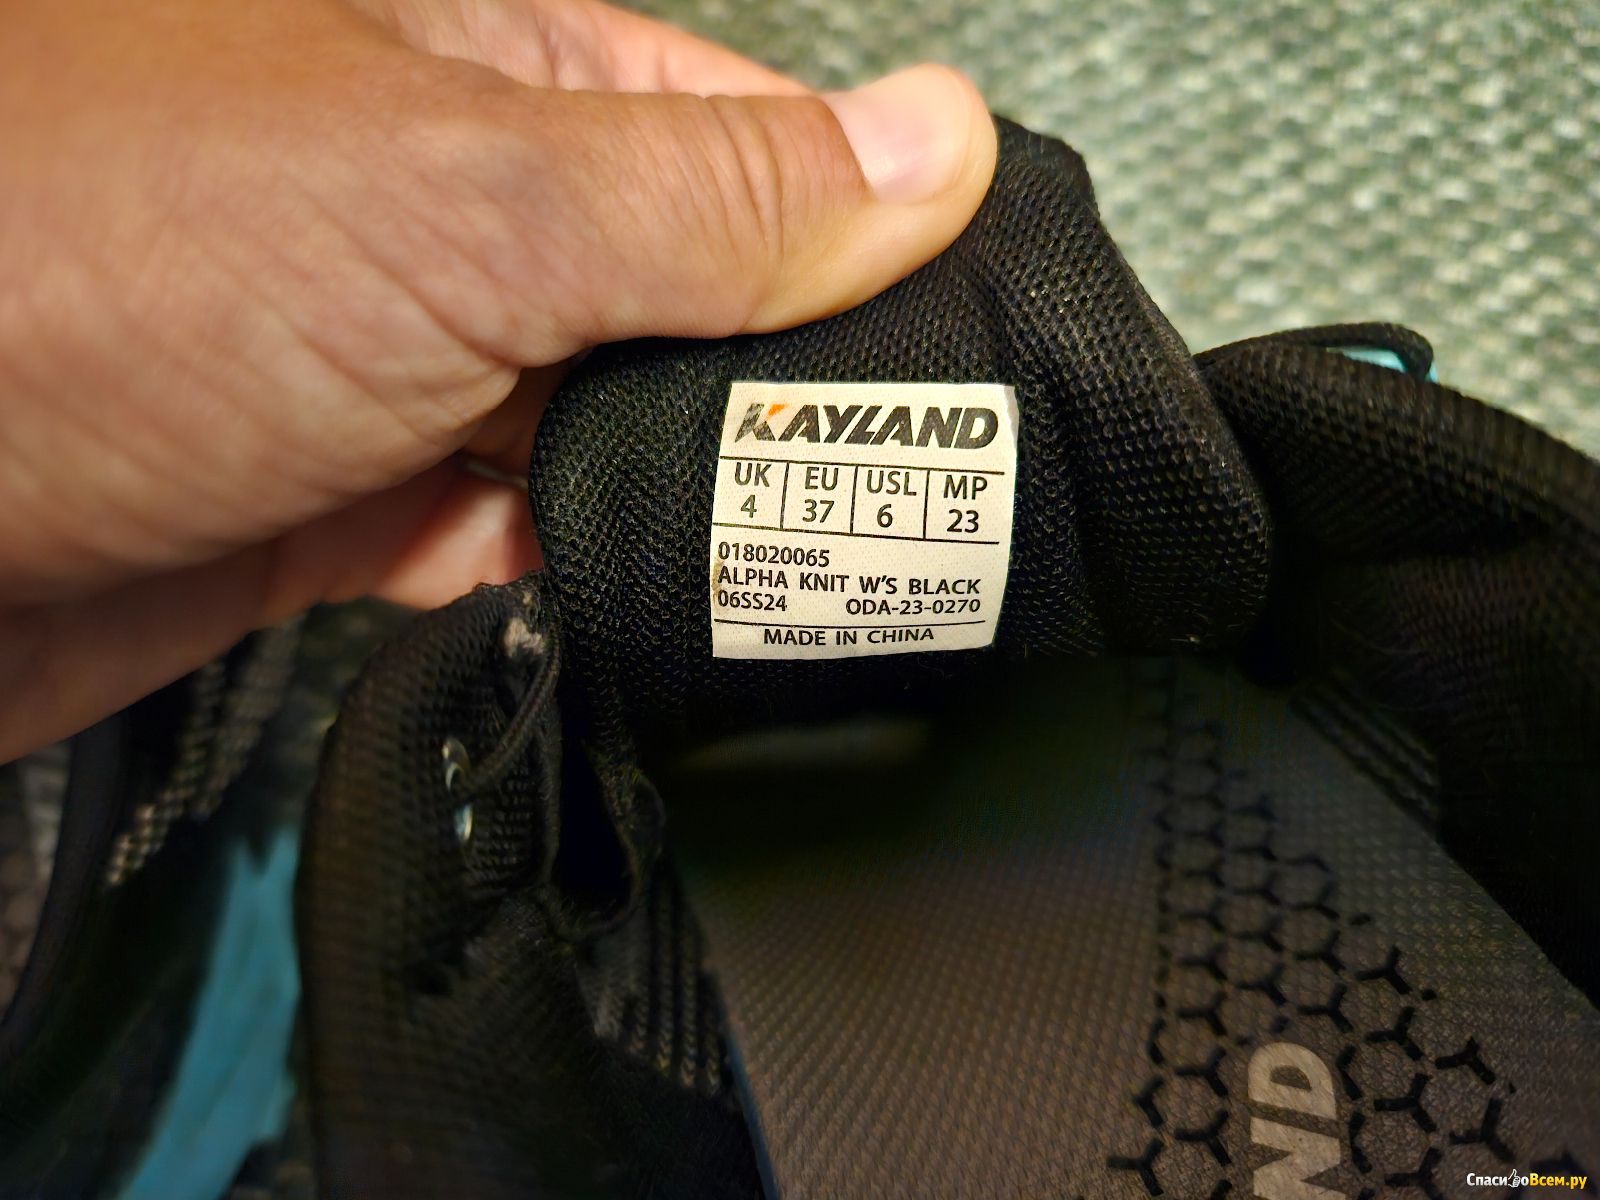 KAYLAND
UK EU USL MP
4 37 6 23
018020065
ALPHA KNIT W'S BLACK
06SS24 ODA-23-0270
MADE IN CHINA
ND
СпасибоВсем.ру